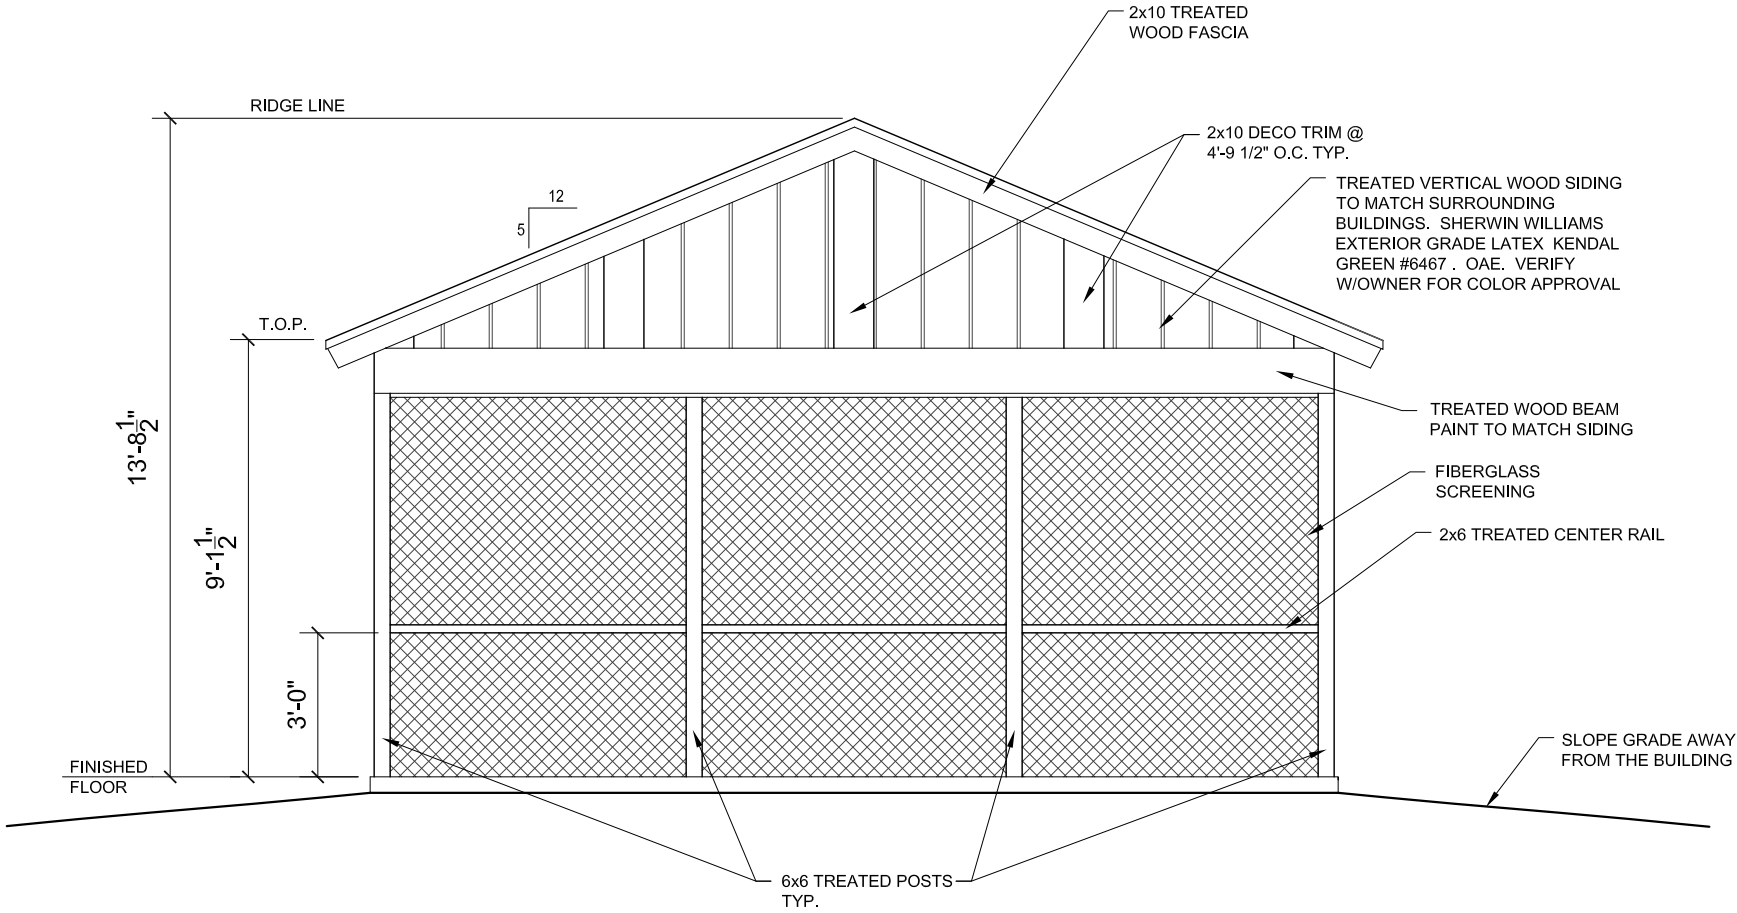 2x10 TREATED
WOOD FASCIA
RIDGE LINE
2x10 DECO TRIM @
4'-9 1/2" O.C. TYP.
12
5
TREATED VERTICAL WOOD SIDING
TO MATCH SURROUNDING
BUILDINGS. SHERWIN WILLIAMS
EXTERIOR GRADE LATEX KENDAL
GREEN #6467 . OAE. VERIFY
W/OWNER FOR COLOR APPROVAL
T.O.P.
13'-8 1/2"
9'-1 1/2"
3'-0"
TREATED WOOD BEAM
PAINT TO MATCH SIDING
FIBERGLASS
SCREENING
2x6 TREATED CENTER RAIL
FINISHED
FLOOR
SLOPE GRADE AWAY
FROM THE BUILDING
6x6 TREATED POSTS
TYP.